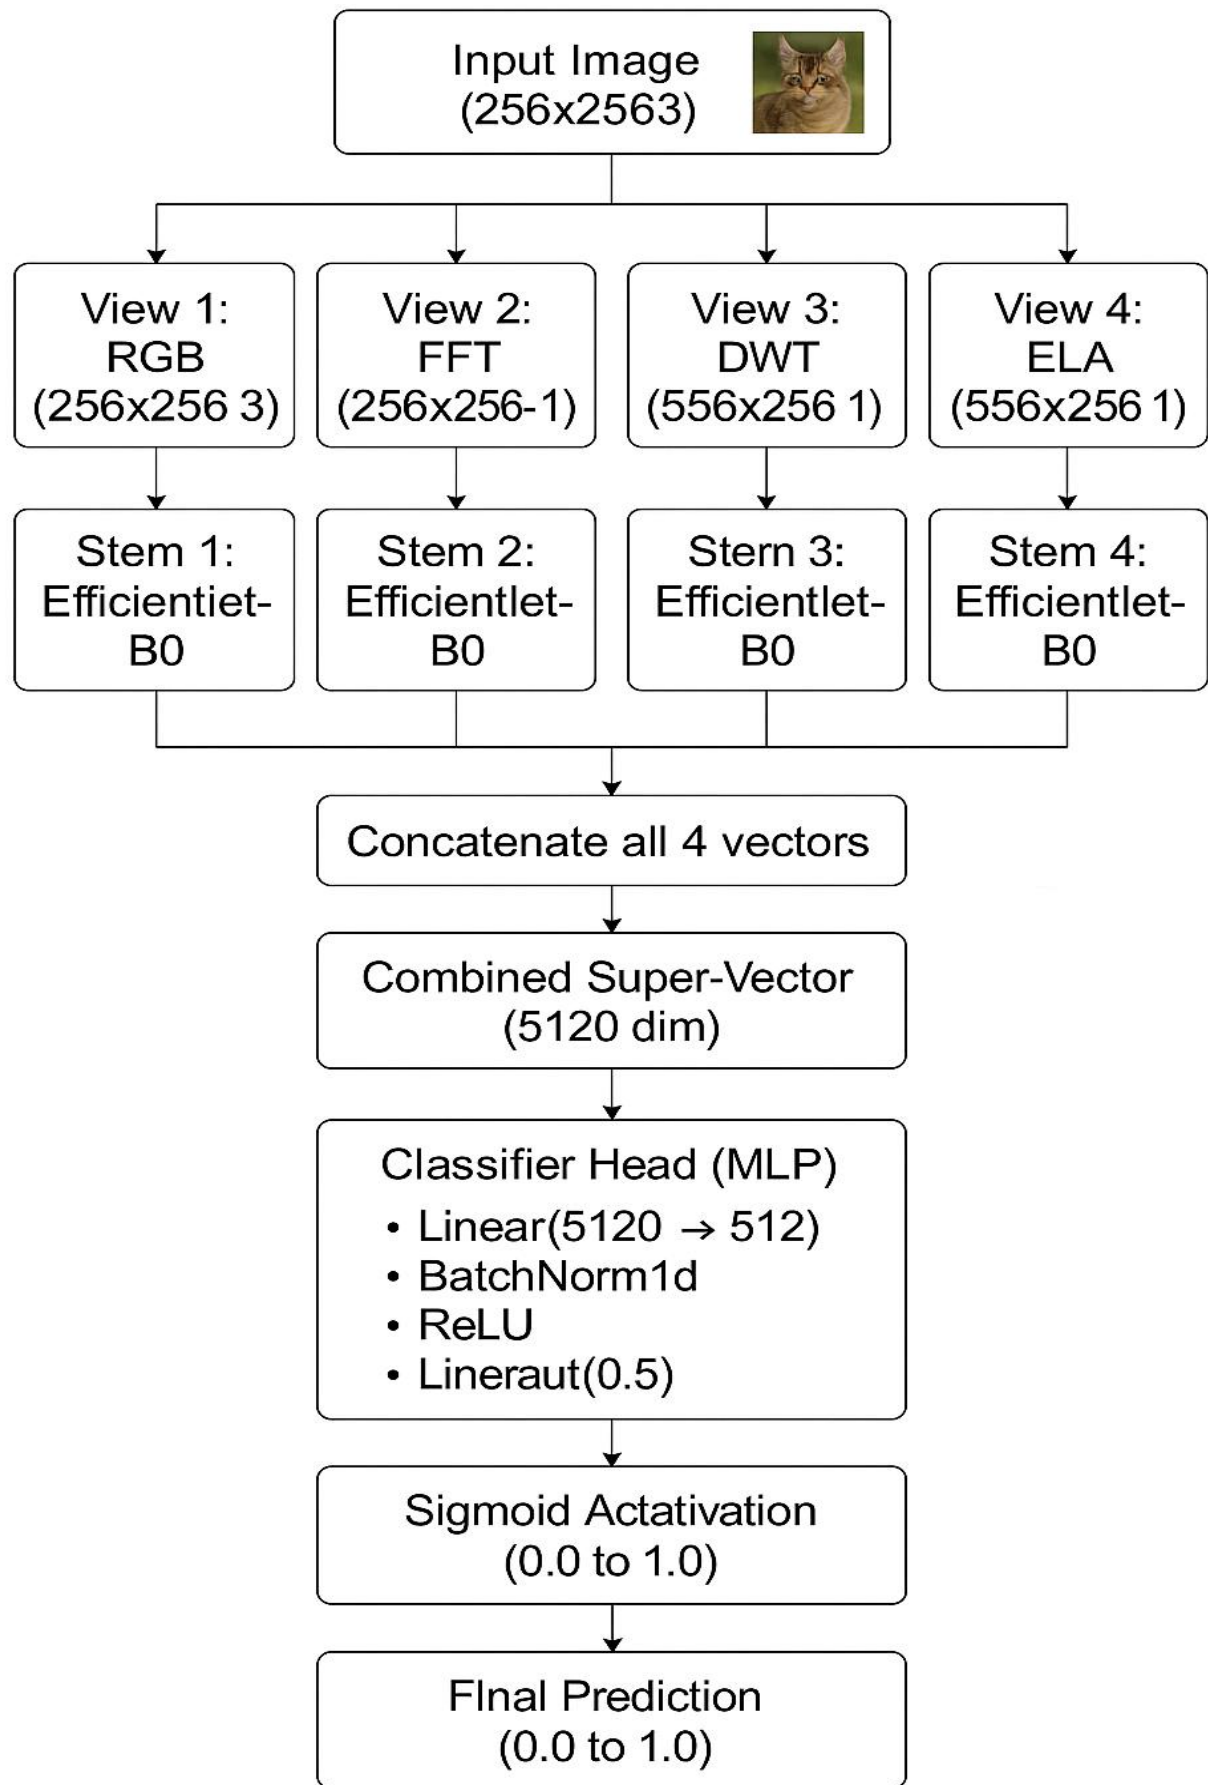 Input Image
(256x2563)
View 1:
RGB
(256x256 3)
View 2:
FFT
(256x256-1)
View 3:
DWT
(556x256 1)
View 4:
ELA
(556x256 1)
Stem 1:
Efficientiet-
B0
Stem 2:
Efficientlet-
B0
Stern 3:
Efficientlet-
B0
Stem 4:
Efficientlet-
B0
Concatenate all 4 vectors
Combined Super-Vector
(5120 dim)
Classifier Head (MLP)
• Linear(5120 → 512)
• BatchNorm1d
• ReLU
• Lineraut(0.5)
Sigmoid Actativation
(0.0 to 1.0)
FInal Prediction
(0.0 to 1.0)